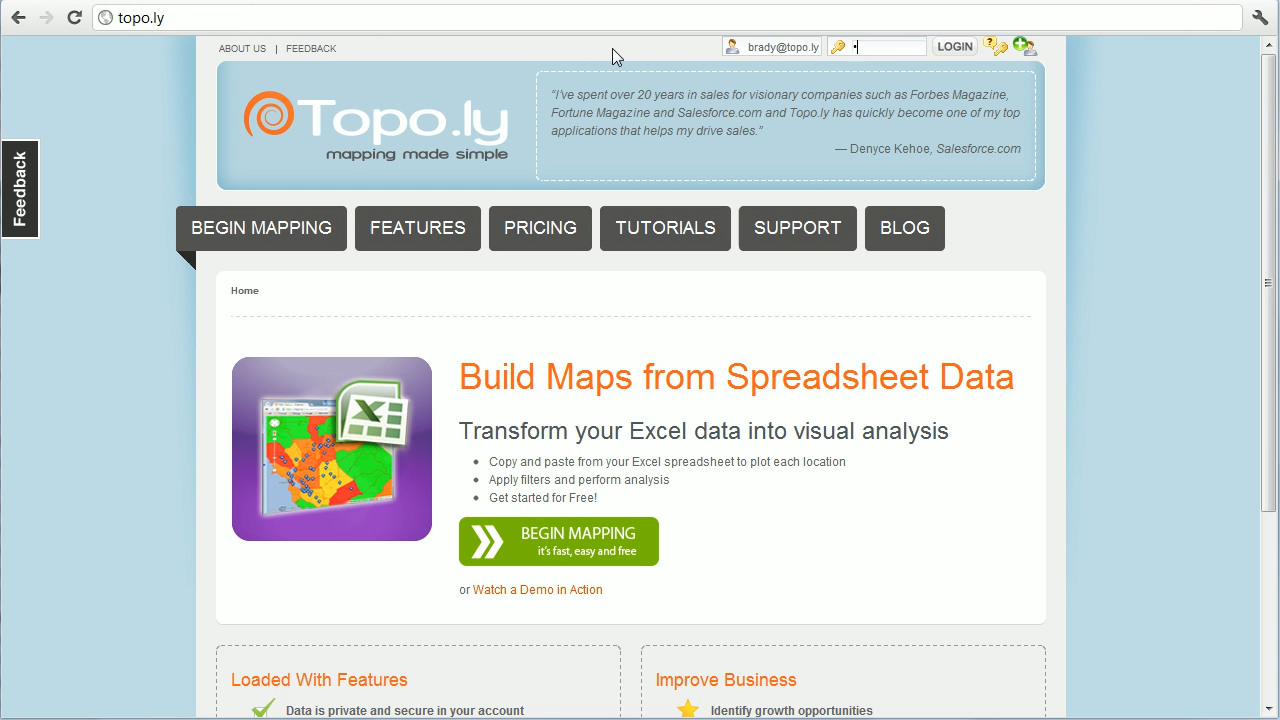 topo.ly
ABOUT US | FEEDBACK
brady@topo.ly
LOGIN
Topo.ly
mapping made simple
“I've spent over 20 years in sales for visionary companies such as Forbes Magazine,
Fortune Magazine and Salesforce.com and Topo.ly has quickly become one of my top
applications that helps my drive sales.”
— Denyce Kehoe, Salesforce.com
Feedback
BEGIN MAPPING
FEATURES
PRICING
TUTORIALS
SUPPORT
BLOG
Home
Build Maps from Spreadsheet Data
Transform your Excel data into visual analysis
• Copy and paste from your Excel spreadsheet to plot each location
• Apply filters and perform analysis
• Get started for Free!
BEGIN MAPPING
it's fast, easy and free
or Watch a Demo in Action
Loaded With Features
Data is private and secure in your account
Improve Business
Identify growth opportunities